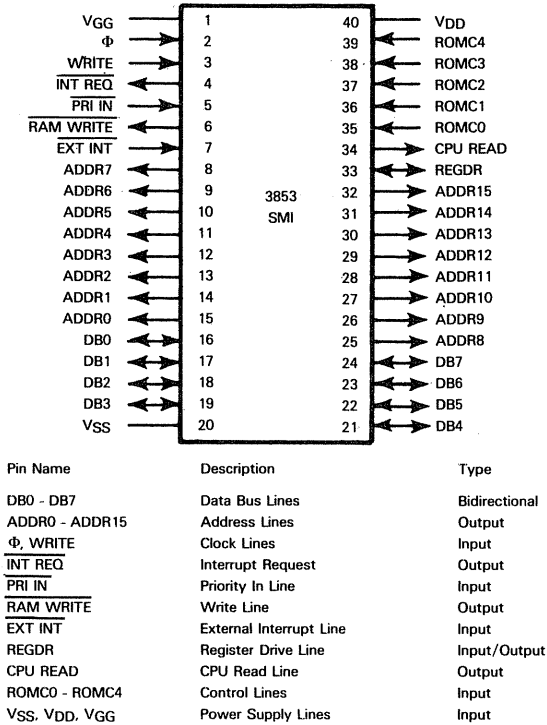 VGG 1 40 VDD
Φ 2 39 ROMC4
WRITE 3 38 ROMC3
INT REQ 4 37 ROMC2
PRI IN 5 36 ROMC1
RAM WRITE 6 35 ROMC0
EXT INT 7 34 CPU READ
ADDR7 8 33 REGDR
ADDR6 9 3853 32 ADDR15
ADDR5 10 SMI 31 ADDR14
ADDR4 11 30 ADDR13
ADDR3 12 29 ADDR12
ADDR2 13 28 ADDR11
ADDR1 14 27 ADDR10
ADDR0 15 26 ADDR9
DB0 16 25 ADDR8
DB1 17 24 DB7
DB2 18 23 DB6
DB3 19 22 DB5
VSS 20 21 DB4
Pin Name Description Type
DB0 - DB7 Data Bus Lines Bidirectional
ADDR0 - ADDR15 Address Lines Output
Φ, WRITE Clock Lines Input
INT REQ Interrupt Request Output
PRI IN Priority In Line Input
RAM WRITE Write Line Output
EXT INT External Interrupt Line Input
REGDR Register Drive Line Input/Output
CPU READ CPU Read Line Output
ROMC0 - ROMC4 Control Lines Input
VSS, VDD, VGG Power Supply Lines Input